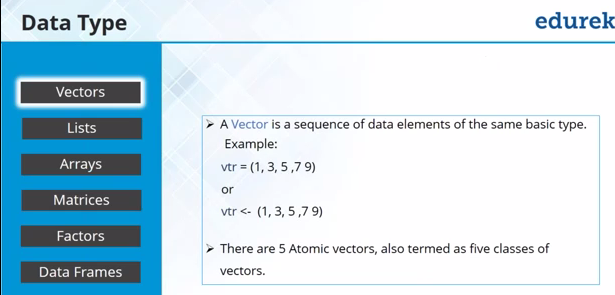 Data Type
edurek
Vectors
Lists
Arrays
Matrices
Factors
Data Frames
➢ A Vector is a sequence of data elements of the same basic type.
Example:
vtr = (1, 3, 5 ,7 9)
or
vtr <- (1, 3, 5 ,7 9)
➢ There are 5 Atomic vectors, also termed as five classes of
vectors.